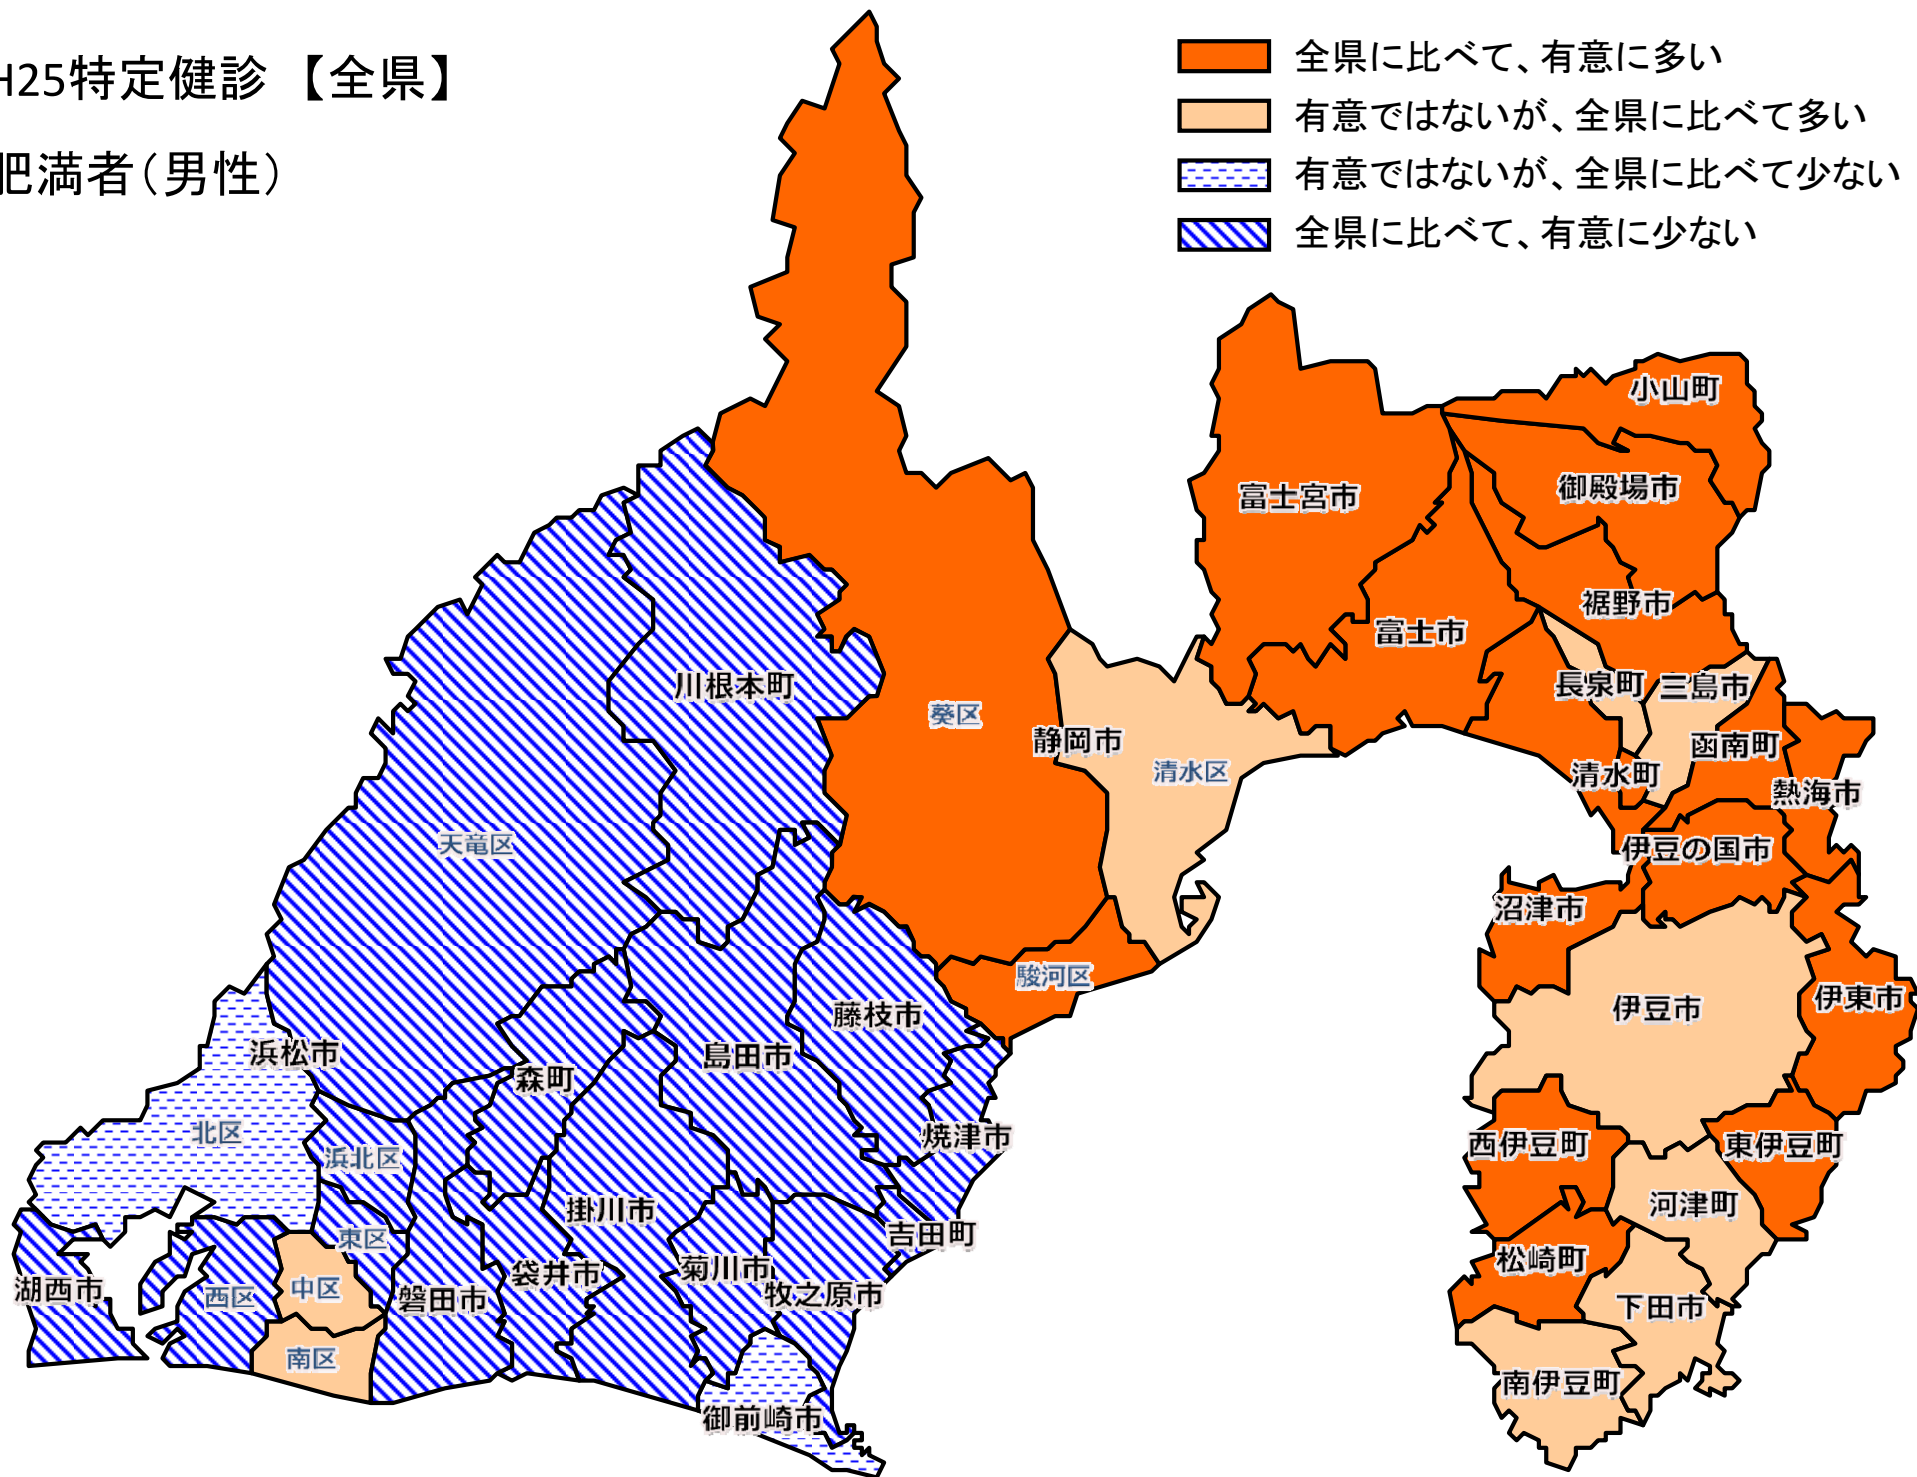 H25特定健診 【全県】
肥満者(男性)
全県に比べて、有意に多い
有意ではないが、全県に比べて多い
有意ではないが、全県に比べて少ない
全県に比べて、有意に少ない
小山町
御殿場市
富士宮市
裾野市
富士市
長泉町
三島市
川根本町
葵区
静岡市
函南町
清水区
清水町
熱海市
天竜区
伊豆の国市
沼津市
駿河区
伊東市
伊豆市
藤枝市
浜松市
島田市
森町
北区
焼津市
西伊豆町
東伊豆町
浜北区
掛川市
河津町
東区
吉田町
松崎町
菊川市
袋井市
湖西市
中区
西区
磐田市
牧之原市
下田市
南区
南伊豆町
御前崎市